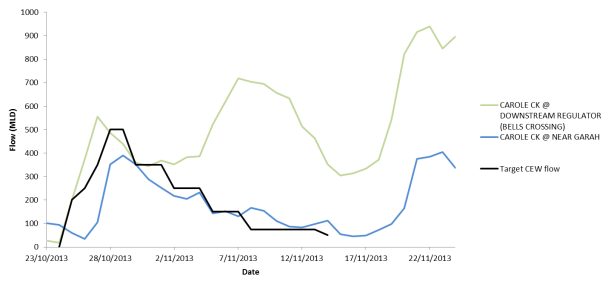 1000
900
800
700
600
500
400
300
200
100
0
Flow (MLD)
23/10/2013 28/10/2013 2/11/2013 7/11/2013 12/11/2013 17/11/2013 22/11/2013
Date
CAROLE CK @
DOWNSTREAM REGULATOR
(BELLS CROSSING)
CAROLE CK @ NEAR GARAH
Target CEW flow